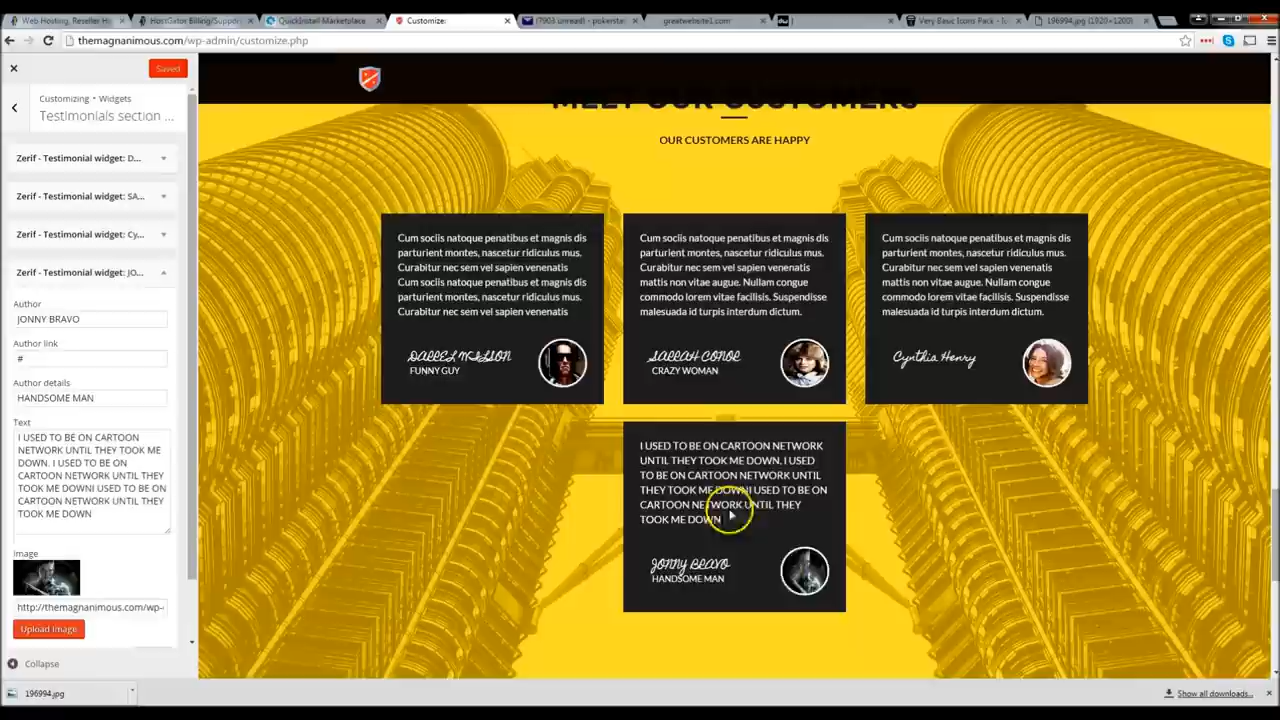 Web Hosting, Reseller Ho
HostGator Billing/Support
QuickInstall Marketplace
Customize:
(7903 unread) - pokerstar
greatwebsite1.com
Very Basic Icons Pack - Ic
196994.jpg (1920×1200)
themagnanimous.com/wp-admin/customize.php
Saved
Customizing • Widgets
Testimonials section ...
Zerif - Testimonial widget: D...
Zerif - Testimonial widget: SA...
Zerif - Testimonial widget: Cy...
Zerif - Testimonial widget: JO...
Author
JONNY BRAVO
Author link
#
Author details
HANDSOME MAN
Text
I USED TO BE ON CARTOON
NETWORK UNTIL THEY TOOK ME
DOWN. I USED TO BE ON
CARTOON NETWORK UNTIL THEY
TOOK ME DOWNI USED TO BE ON
CARTOON NETWORK UNTIL THEY
TOOK ME DOWN
Image
http://themagnanimous.com/wp-
Upload Image
Collapse
MEET OUR CUSTOMERS
OUR CUSTOMERS ARE HAPPY
Cum sociis natoque penatibus et magnis dis
parturient montes, nascetur ridiculus mus.
Curabitur nec sem vel sapien venenatis
Cum sociis natoque penatibus et magnis dis
parturient montes, nascetur ridiculus mus.
Curabitur nec sem vel sapien venenatis
FUNNY GUY
Cum sociis natoque penatibus et magnis dis
parturient montes, nascetur ridiculus mus.
Curabitur nec sem vel sapien venenatis
mattis non vitae augue. Nullam congue
commodo lorem vitae facilisis. Suspendisse
malesuada id turpis interdum dictum.
SARRAH CONOR
CRAZY WOMAN
Cum sociis natoque penatibus et magnis dis
parturient montes, nascetur ridiculus mus.
Curabitur nec sem vel sapien venenatis
mattis non vitae augue. Nullam congue
commodo lorem vitae facilisis. Suspendisse
malesuada id turpis interdum dictum.
Cynthia Henry
I USED TO BE ON CARTOON NETWORK
UNTIL THEY TOOK ME DOWN. I USED
TO BE ON CARTOON NETWORK UNTIL
THEY TOOK ME DOWNI USED TO BE ON
CARTOON NETWORK UNTIL THEY
TOOK ME DOWN
JONNY BRAVO
HANDSOME MAN
196994.jpg
Show all downloads...